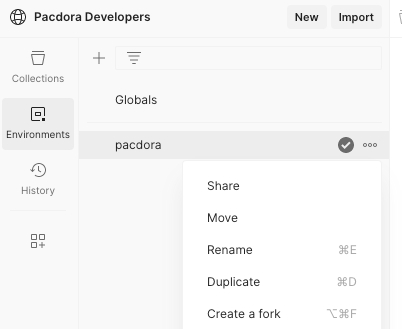 Pacdora Developers
New
Import
Collections
Environments
History
Globals
pacdora
Share
Move
Rename ⌘E
Duplicate ⌘D
Create a fork ⌥⌘F